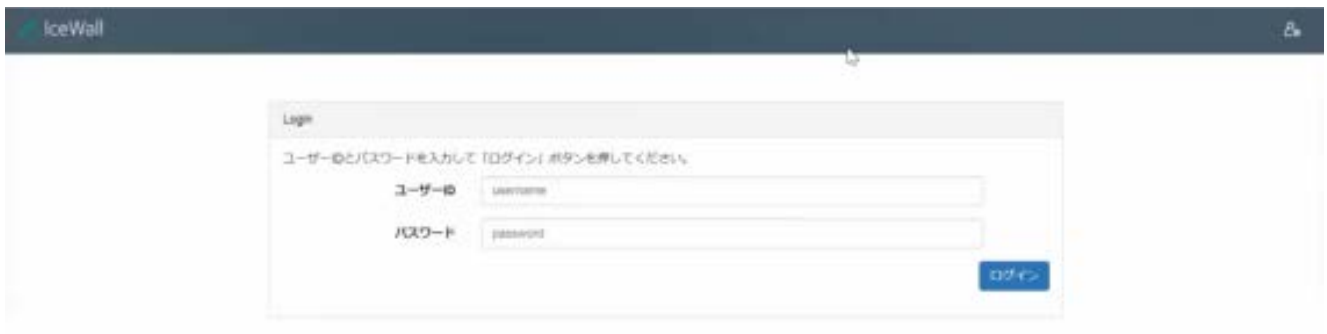 IceWall
Login
ユーザーIDとパスワードを入力して「ログイン」ボタンを押してください。
ユーザーID
username
パスワード
password
ログイン